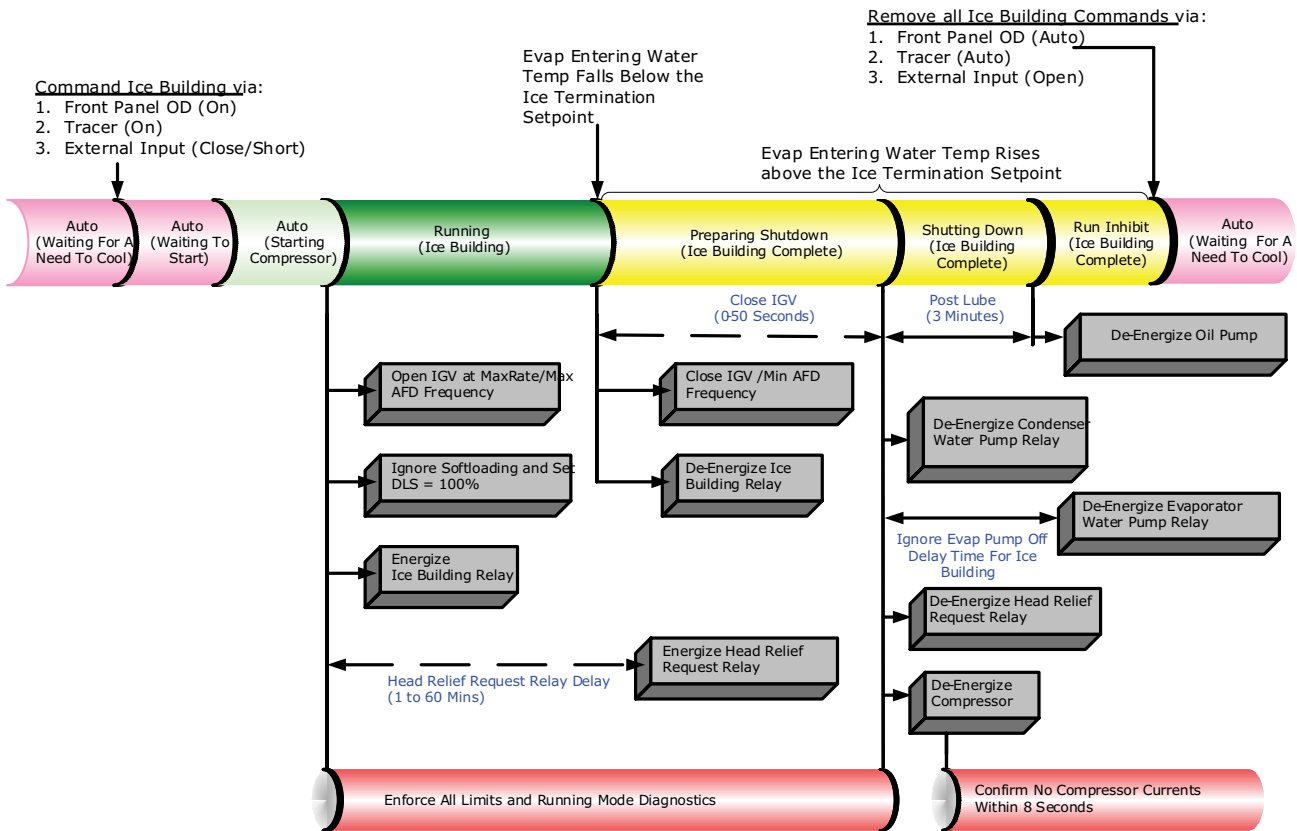 Remove all Ice Building Commands via:
1. Front Panel OD (Auto)
2. Tracer (Auto)
3. External Input (Open)
Evap Entering Water
Temp Falls Below the
Ice Termination
Setpoint
Command Ice Building via:
1. Front Panel OD (On)
2. Tracer (On)
3. External Input (Close/Short)
Evap Entering Water Temp Rises
above the Ice Termination Setpoint
Auto
(Waiting For A
Need To Cool)
Auto
(Waiting To
Start)
Auto
(Starting
Compressor)
Running
(Ice Building)
Preparing Shutdown
(Ice Building Complete)
Shutting Down
(Ice Building
Complete)
Run Inhibit
(Ice Building
Complete)
Auto
(Waiting For A
Need To Cool)
Close IGV
(0-50 Seconds)
Post Lube
(3 Minutes)
De-Energize Oil Pump
Open IGV at MaxRate/Max
AFD Frequency
Close IGV /Min AFD
Frequency
De-Energize Condenser
Water Pump Relay
Ignore Softloading and Set
DLS = 100%
De-Energize Ice
Building Relay
De-Energize Evaporator
Water Pump Relay
Ignore Evap Pump Off
Delay Time For Ice
Building
Energize
Ice Building Relay
De-Energize Head Relief
Request Relay
Energize Head Relief
Request Relay
Head Relief Request Relay Delay
(1 to 60 Mins)
De-Energize
Compressor
Enforce All Limits and Running Mode Diagnostics
Confirm No Compressor Currents
Within 8 Seconds